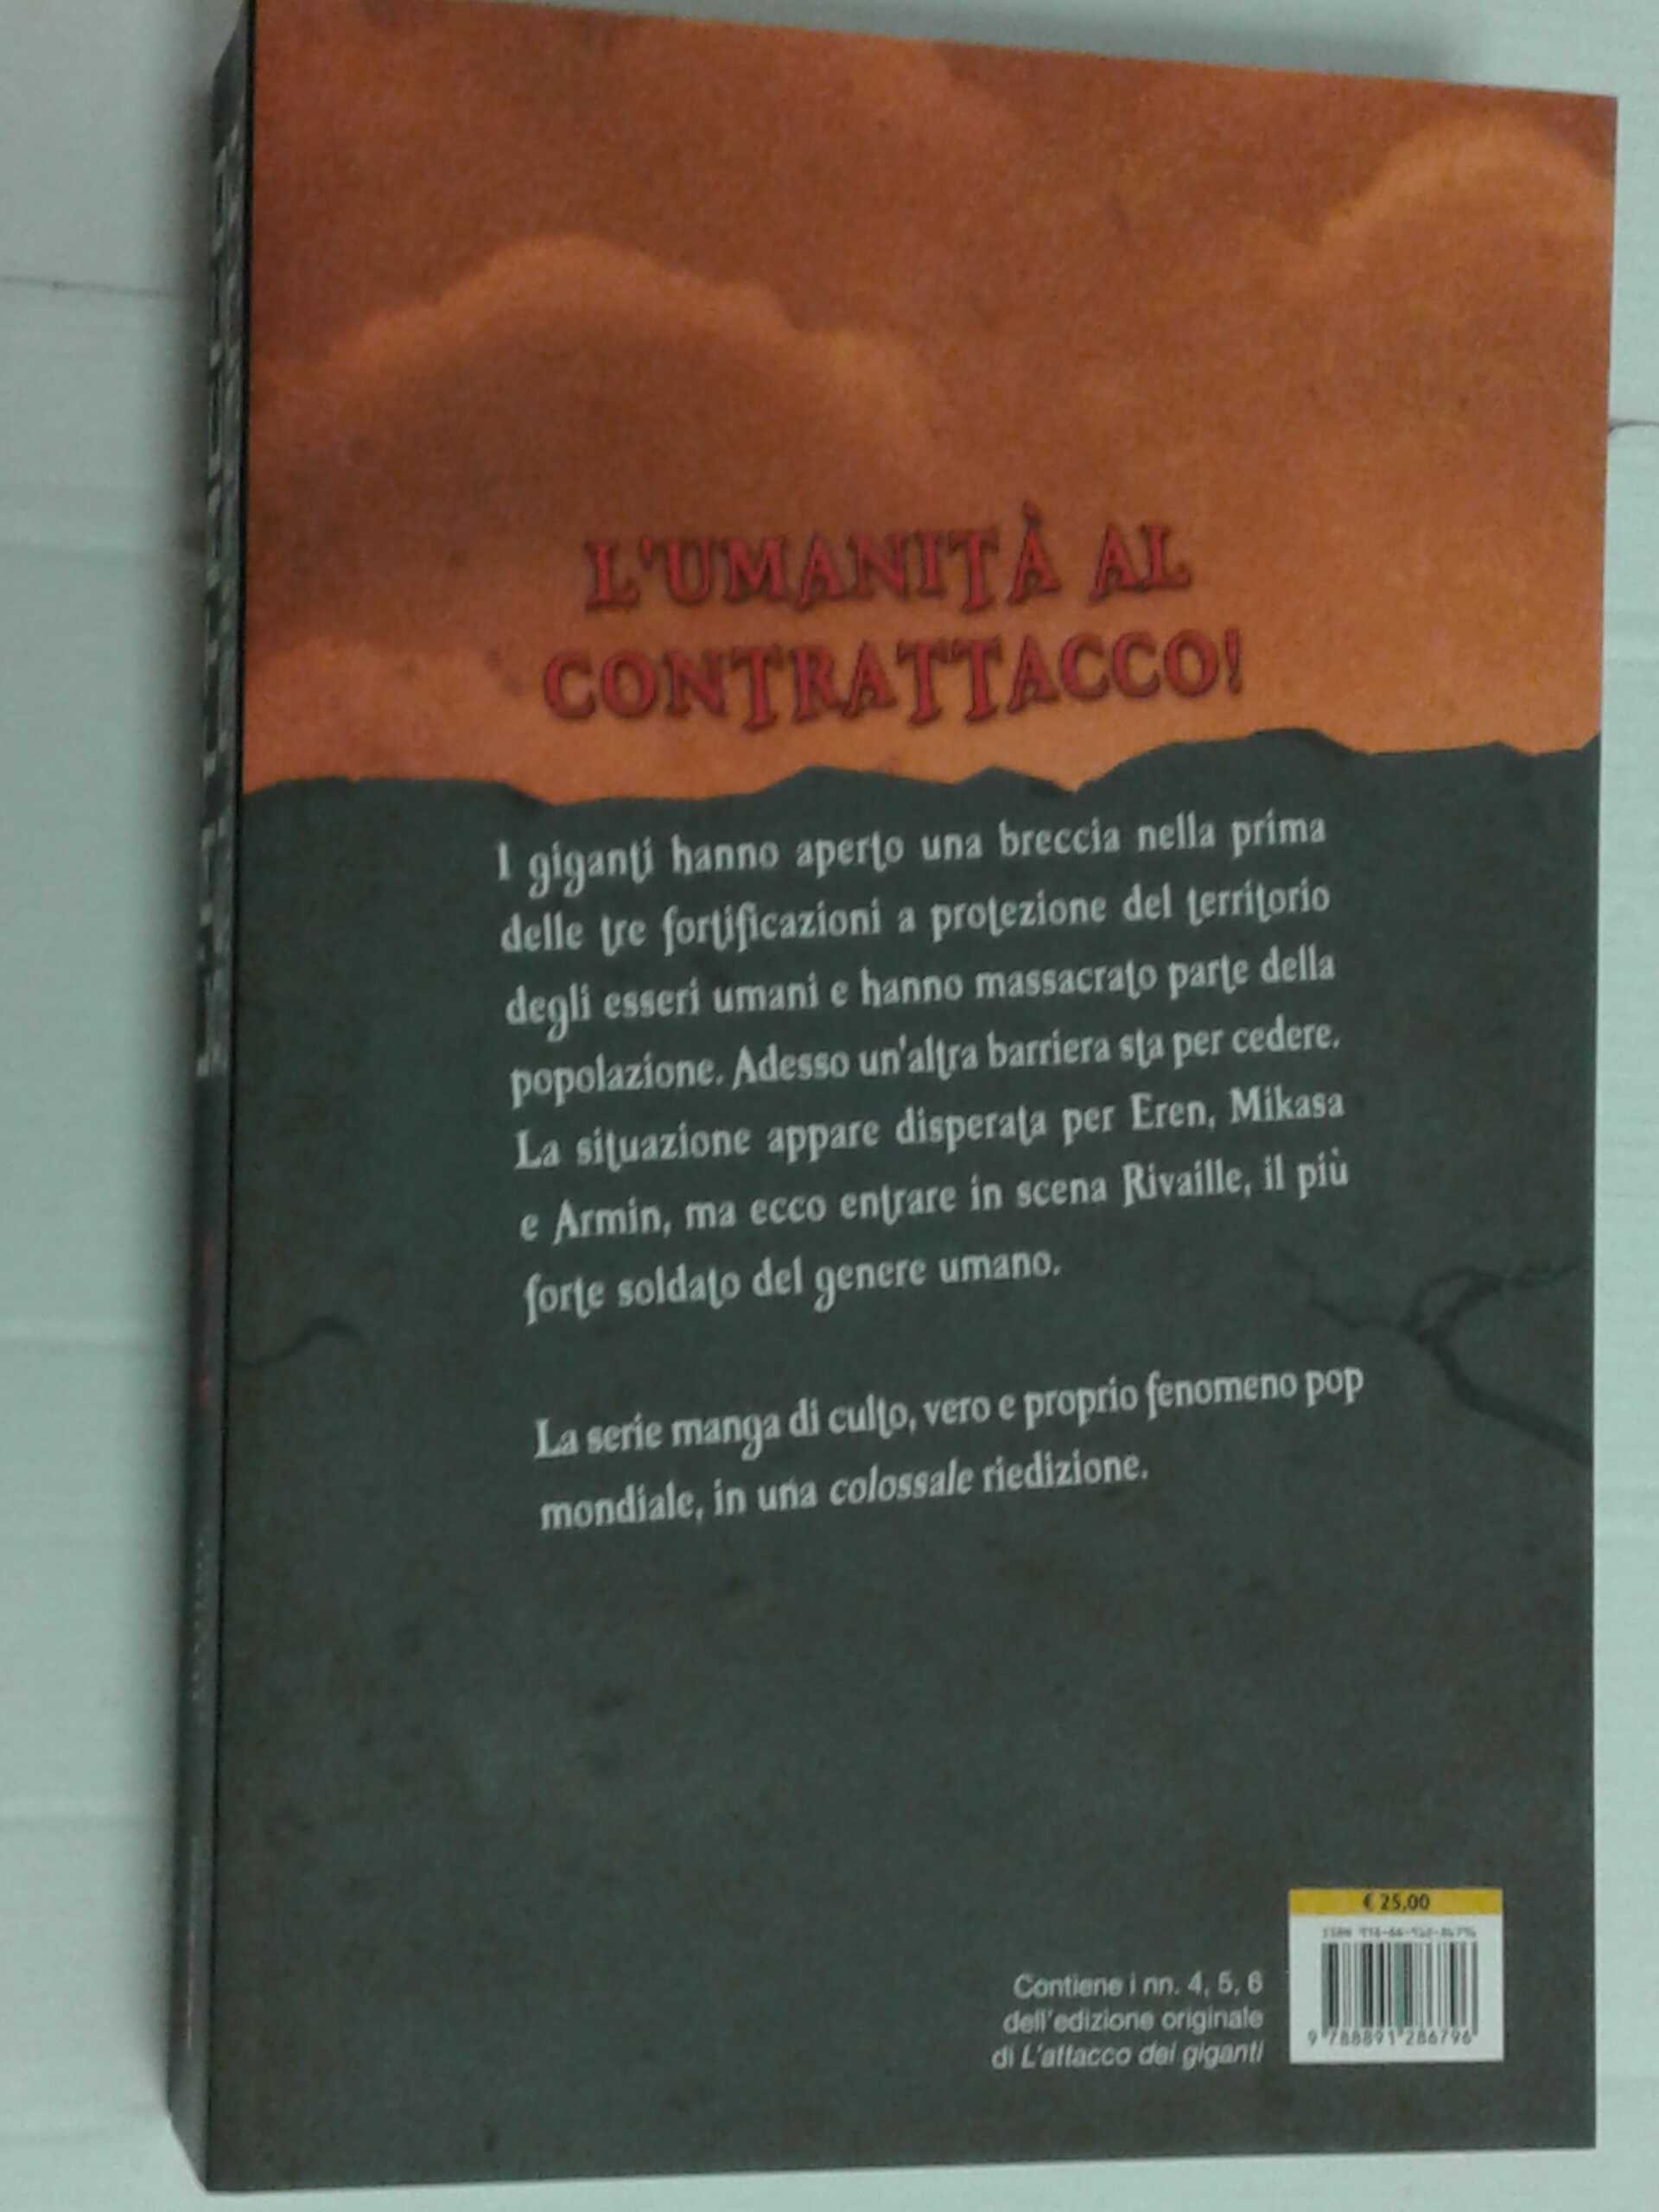 L'UMANITÀ AL
CONTRATTACCO!
I giganti hanno aperto una breccia nella prima
delle tre fortificazioni a protezione del territorio
degli esseri umani e hanno massacrato parte della
popolazione. Adesso un'altra barriera sta per cedere.
La situazione appare disperata per Eren, Mikasa
e Armin, ma ecco entrare in scena Rivaille, il più
forte soldato del genere umano.
La serie manga di culto, vero e proprio fenomeno pop
mondiale, in una colossale riedizione.
€ 25,00
ISBN
9 788891 286796
Contiene i nn. 4, 5, 6
dell'edizione originale
di L'attacco dei giganti